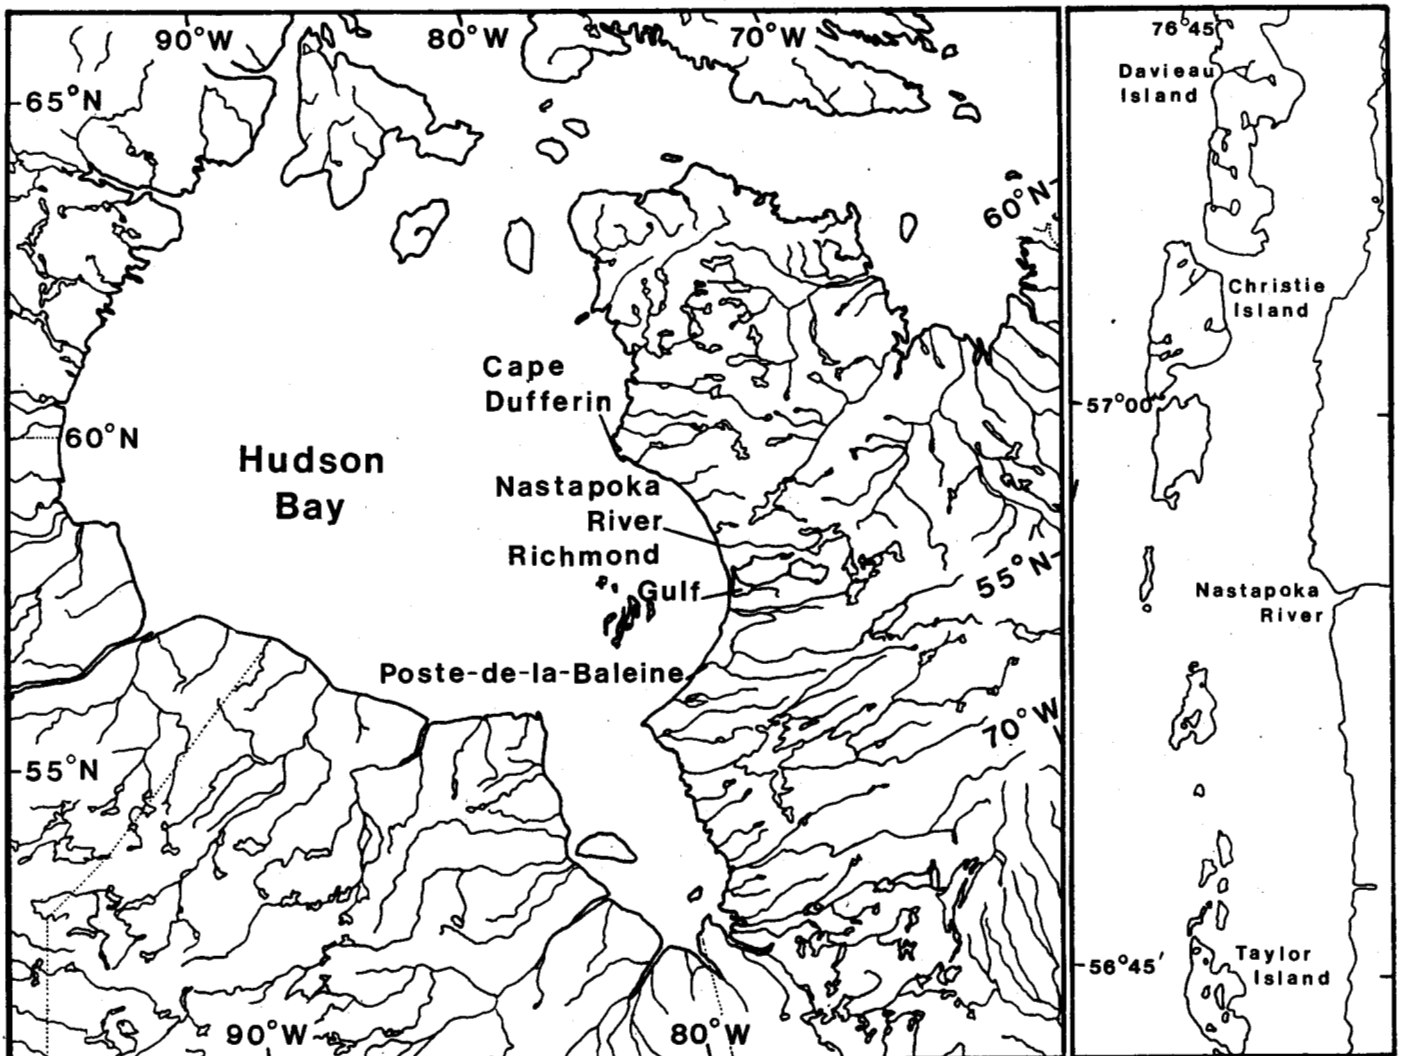 90°W
80°W
70°W
65°N
60°N
Cape
Dufferin
60°N
Hudson
Bay
Nastapoka
River
Richmond
Gulf
55°N
Poste-de-la-Baleine
70°W
55°N
90°W
80°W
76°45
Davieau
Island
Christie
Island
57°00'
Nastapoka
River
56°45'
Taylor
Island